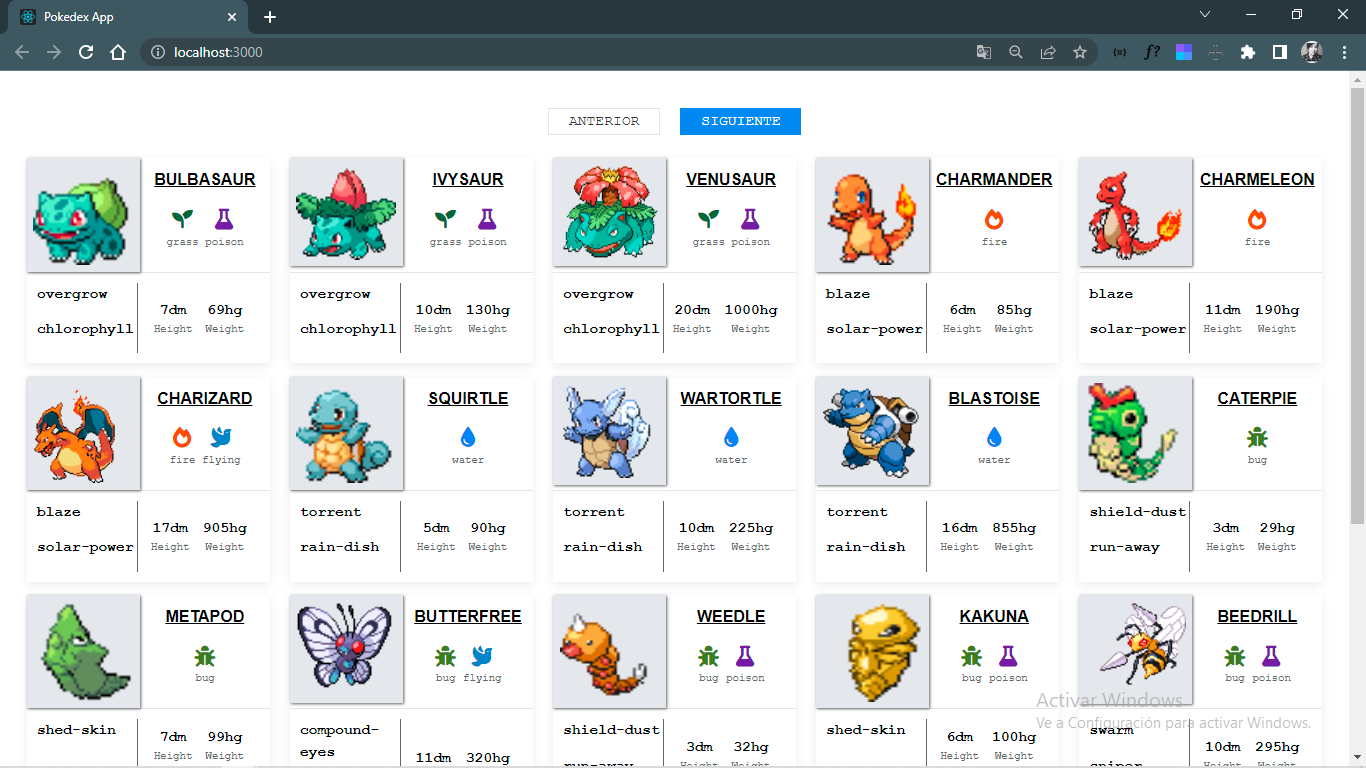 Pokedex App
localhost:3000
ANTERIOR SIGUIENTE
BULBASAUR
grass poison
overgrow
chlorophyll
7dm 69hg
Height Weight
IVYSAUR
grass poison
overgrow
chlorophyll
10dm 130hg
Height Weight
VENUSAUR
grass poison
overgrow
chlorophyll
20dm 1000hg
Height Weight
CHARMANDER
fire
blaze
solar-power
6dm 85hg
Height Weight
CHARMELEON
fire
blaze
solar-power
11dm 190hg
Height Weight
CHARIZARD
fire flying
blaze
solar-power
17dm 905hg
Height Weight
SQUIRTLE
water
torrent
rain-dish
5dm 90hg
Height Weight
WARTORTLE
water
torrent
rain-dish
10dm 225hg
Height Weight
BLASTOISE
water
torrent
rain-dish
16dm 855hg
Height Weight
CATERPIE
bug
shield-dust
run-away
3dm 29hg
Height Weight
METAPOD
bug
shed-skin
7dm 99hg
Height Weight
BUTTERFREE
bug flying
compound-
eyes
11dm 320hg
WEEDLE
bug poison
shield-dust
run-away
3dm 32hg
Height Weight
KAKUNA
bug poison
shed-skin
6dm 100hg
Height Weight
BEEDRILL
bug poison
swarm
sniper
10dm 295hg
Height Weight
Activar Windows
Ve a Configuración para activar Windows.